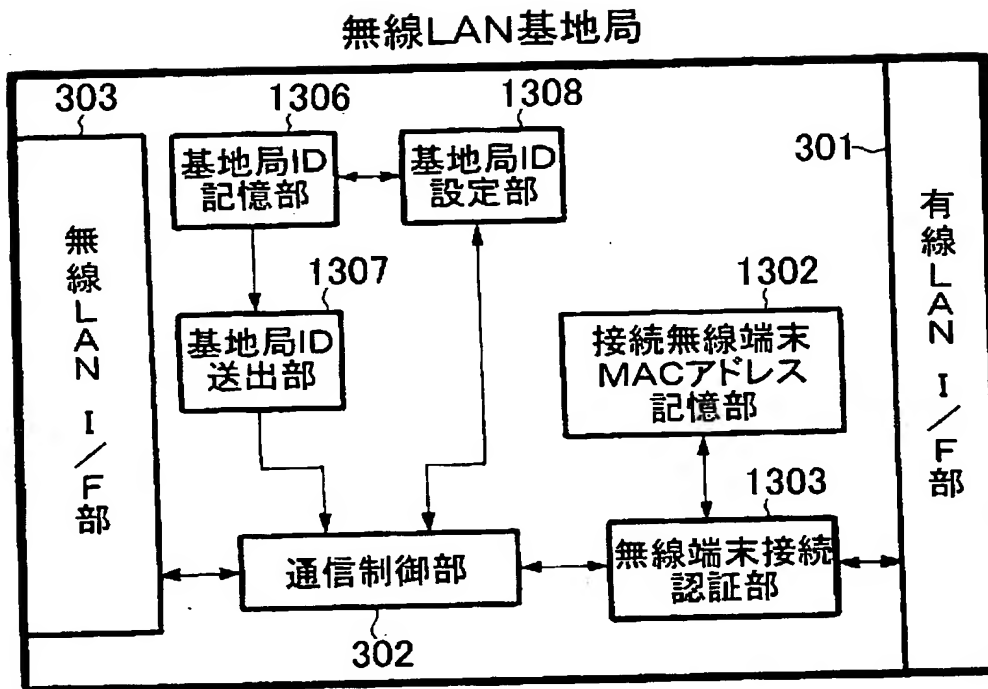 無線LAN基地局
303
1306
1308
301
基地局ID
記憶部
基地局ID
設定部
無線LAN I/F部
有線LAN I/F部
1307
基地局ID
送出部
1302
接続無線端末
MACアドレス
記憶部
1303
通信制御部
無線端末接続
認証部
302